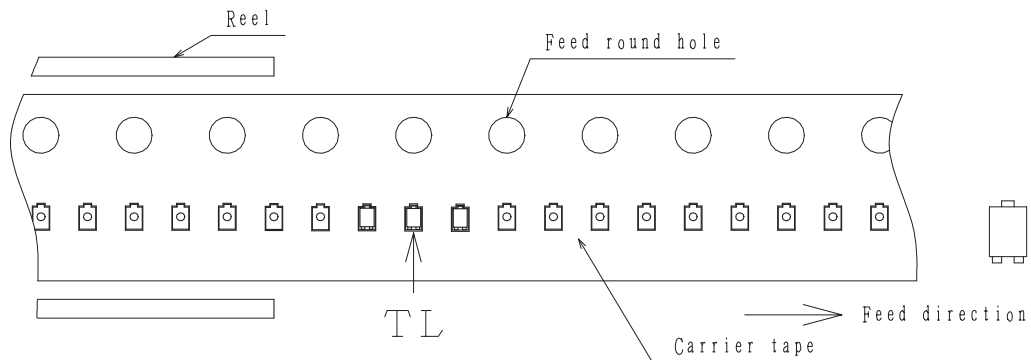 Reel
Feed round hole
TL
Feed direction
Carrier tape